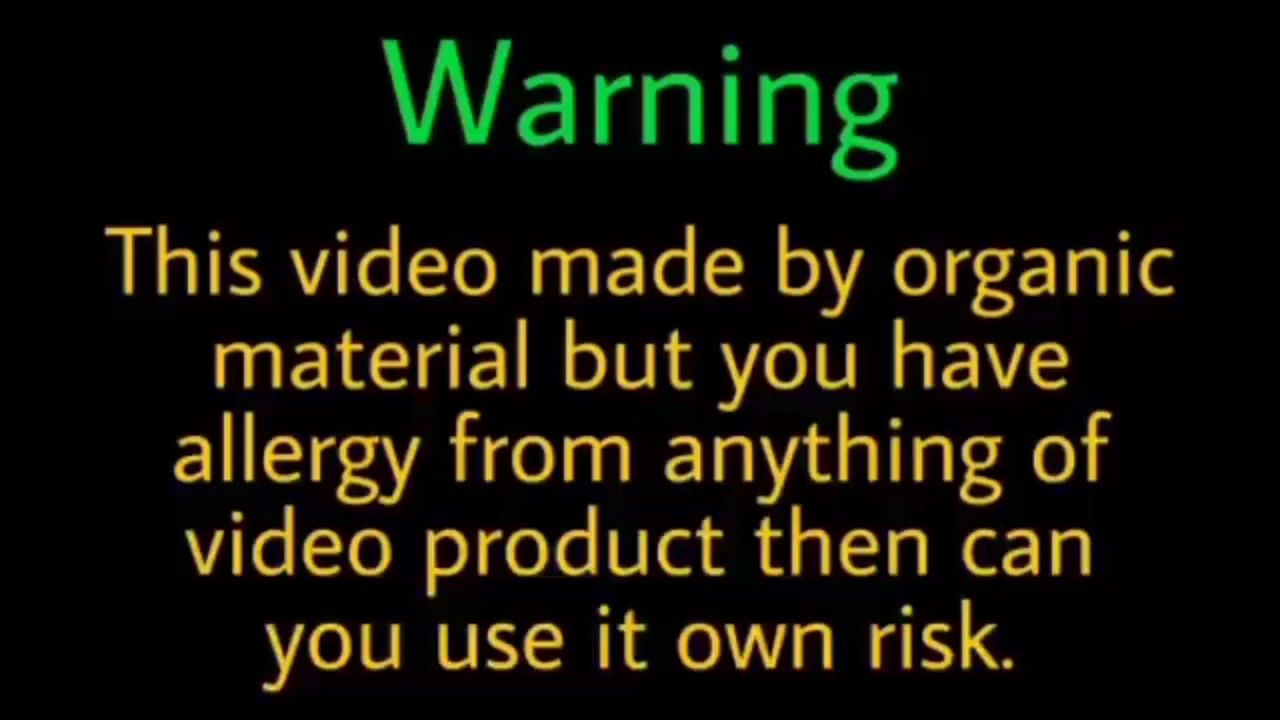 Warning
This video made by organic
material but you have
allergy from anything of
video product then can
you use it own risk.